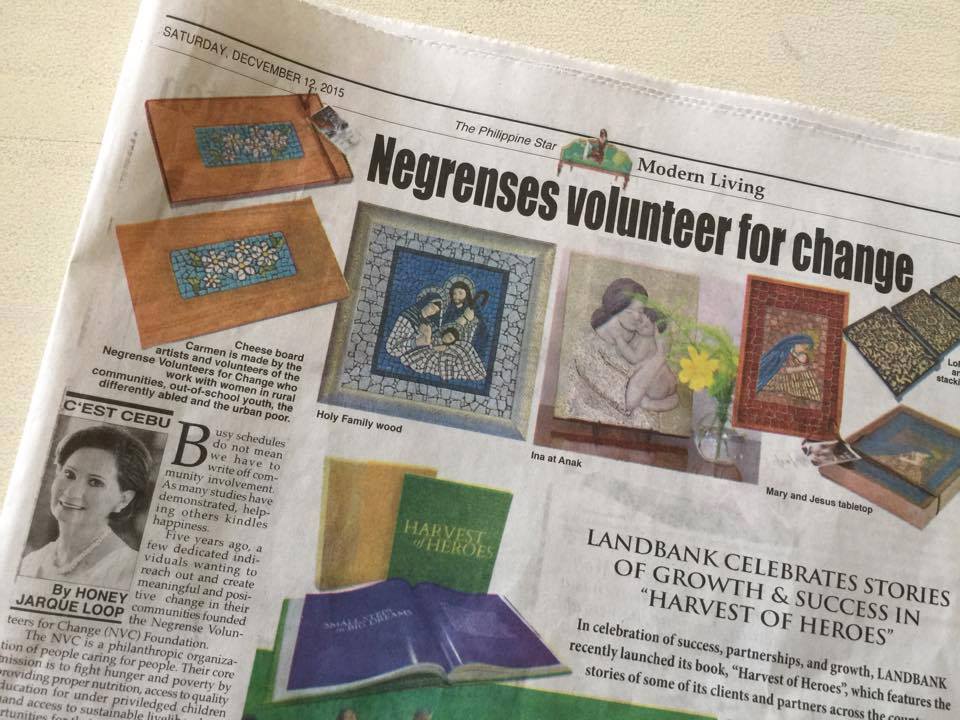 SATURDAY, DECVEMBER 12, 2015
The Philippine Star
Modern Living
Negrenses volunteer for change
Cheese board
Carmen is made by the
artists and volunteers of the
Negrense Volunteers for Change who
work with women in rural
communities, out-of-school youth, the
differently abled and the urban poor.
Holy Family wood
Ina at Anak
Mary and Jesus tabletop
C'EST CEBU
By HONEY
JARQUE LOOP
Busy schedules
do not mean
we have to
write off com-
munity involvement.
As many studies have
demonstrated, help-
ing others kindles
happiness.
Five years ago, a
few dedicated indi-
viduals wanting to
reach out and create
meaningful and posi-
tive change in their
communities founded
the Negrense Volun-
teers for Change (NVC) Foundation.
The NVC is a philanthropic organiza-
tion of people caring for people. Their core
mission is to fight hunger and poverty by
providing proper nutrition, access to quality
education for under priviledged children
and access to sustainable
HARVEST
of HEROES
LANDBANK CELEBRATES STORIES
OF GROWTH & SUCCESS IN
"HARVEST OF HEROES"
In celebration of success, partnerships, and growth, LANDBANK
recently launched its book, "Harvest of Heroes", which features the
stories of some of its clients and partners across the